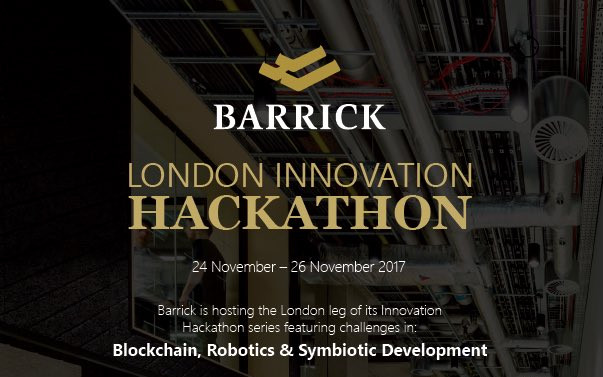 BARRICK
LONDON INNOVATION
HACKATHON
24 November – 26 November 2017
Barrick is hosting the London leg of its Innovation
Hackathon series featuring challenges in:
Blockchain, Robotics & Symbiotic Development